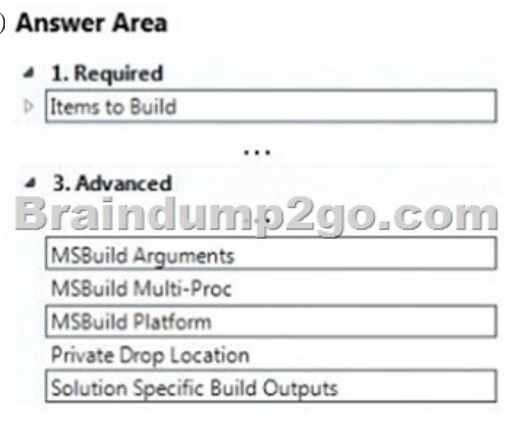 ) Answer Area
1. Required
Items to Build
...
3. Advanced
Braindump2go.com
MSBuild Arguments
MSBuild Multi-Proc
MSBuild Platform
Private Drop Location
Solution Specific Build Outputs